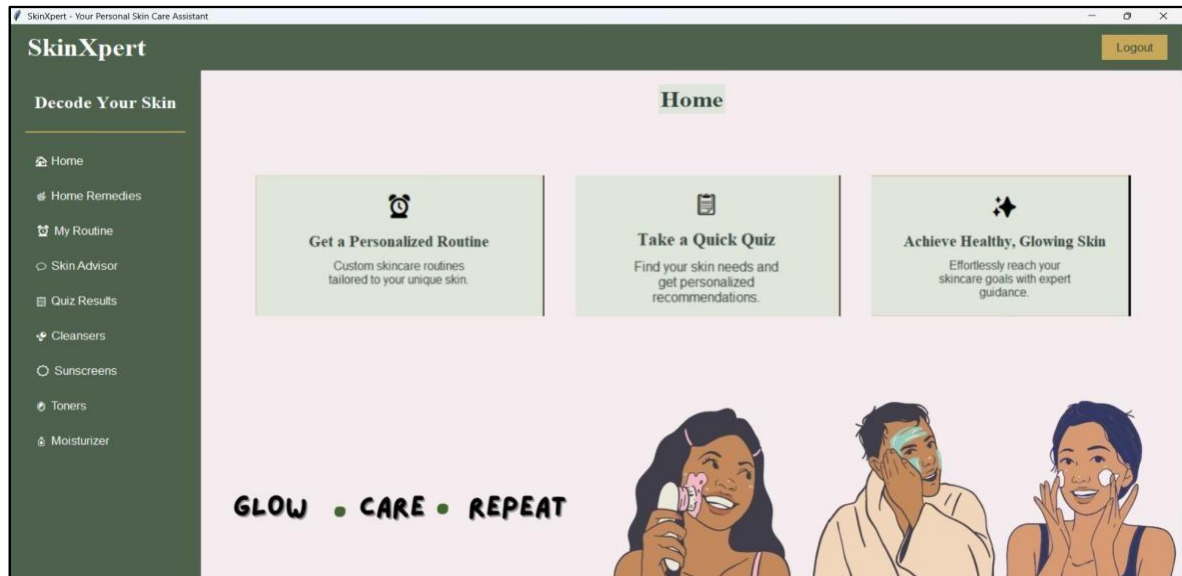 SkinXpert - Your Personal Skin Care Assistant
SkinXpert
Logout
Decode Your Skin
Home
Home Remedies
My Routine
Skin Advisor
Quiz Results
Cleansers
Sunscreens
Toners
Moisturizer
Home
Get a Personalized Routine
Custom skincare routines
tailored to your unique skin.
Take a Quick Quiz
Find your skin needs and
get personalized
recommendations.
Achieve Healthy, Glowing Skin
Effortlessly reach your
skincare goals with expert
guidance.
GLOW • CARE • REPEAT